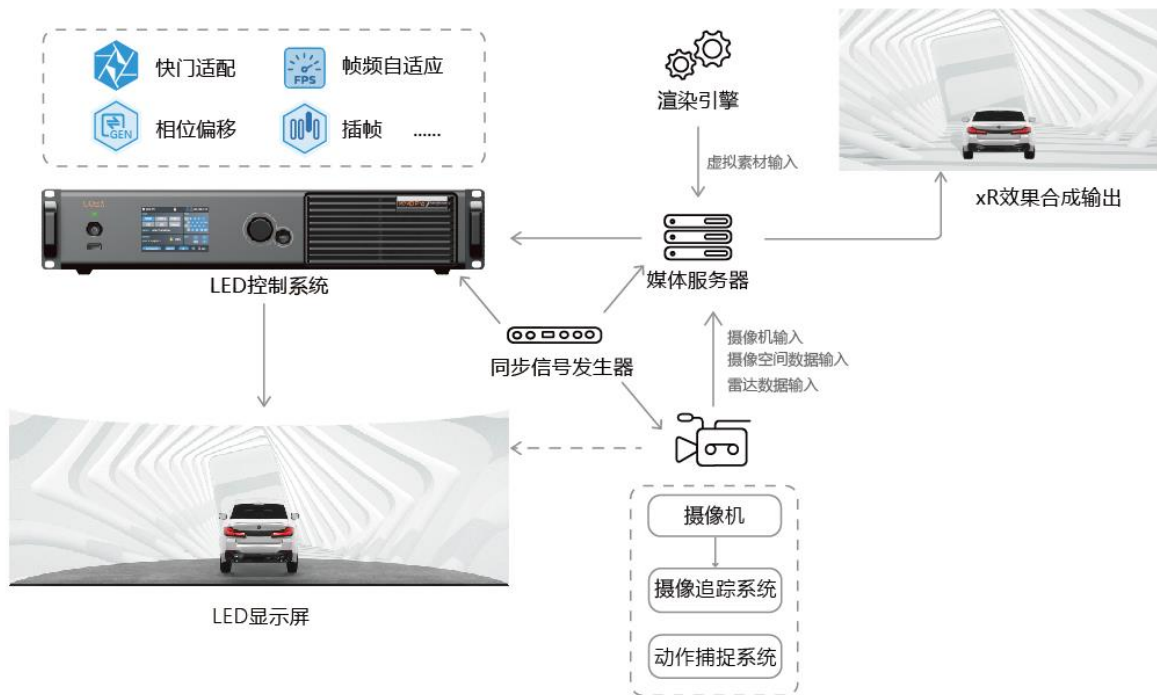 快门适配
FPS
帧频自适应
GEN
相位偏移
插帧
......
LED控制系统
渲染引擎
虚拟素材输入
xR效果合成输出
媒体服务器
同步信号发生器
摄像机输入
摄像空间数据输入
雷达数据输入
LED显示屏
摄像机
摄像追踪系统
动作捕捉系统